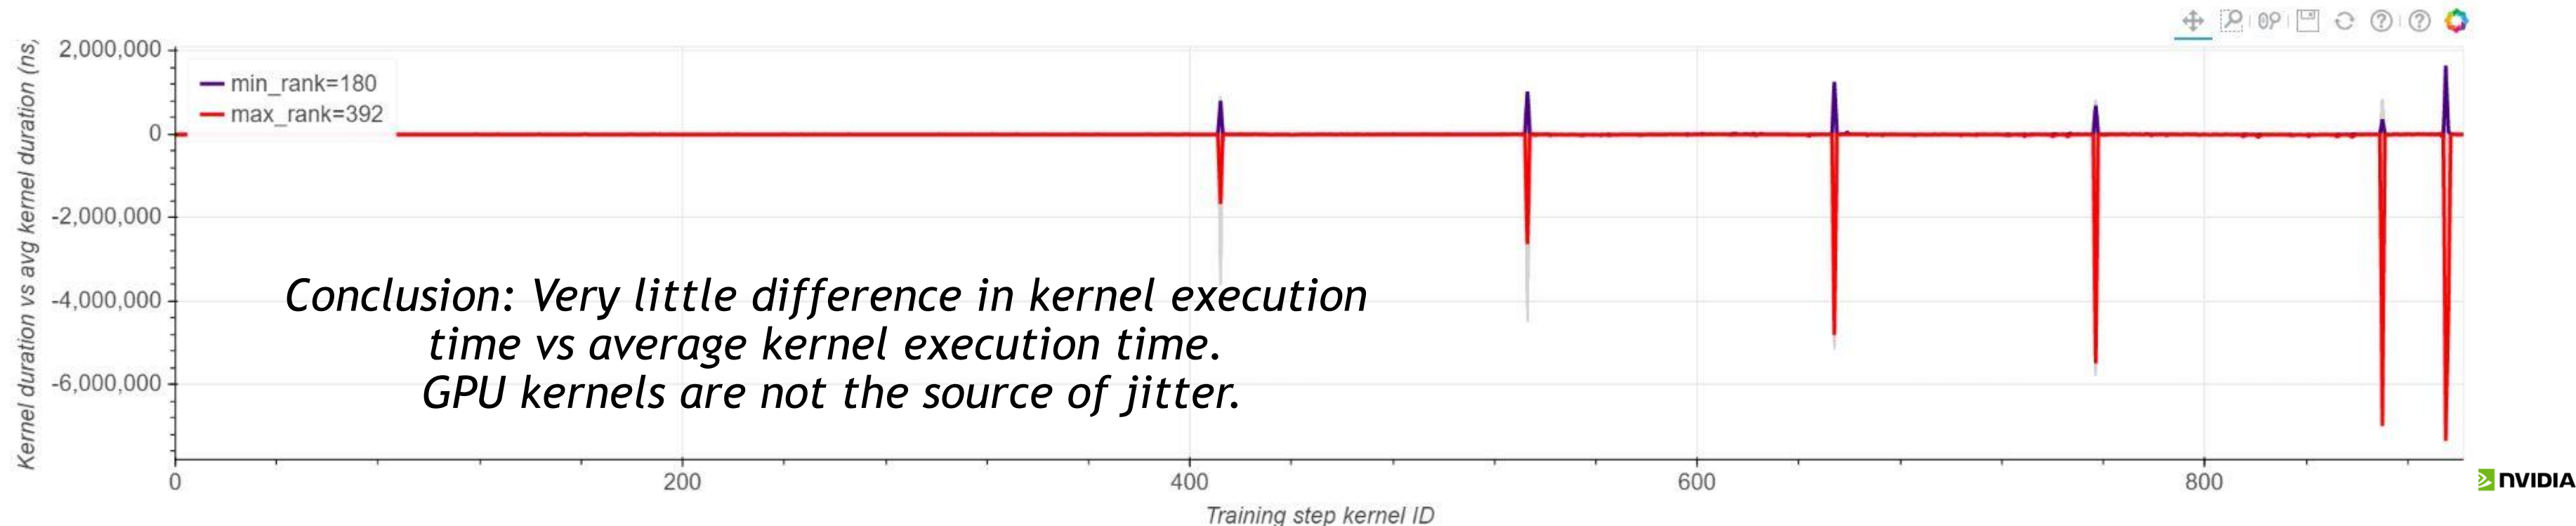 Kernel duration vs avg kernel duration (ns,
2,000,000
0
-2,000,000
-4,000,000
-6,000,000
min_rank=180
max_rank=392
Conclusion: Very little difference in kernel execution
time vs average kernel execution time.
GPU kernels are not the source of jitter.
0 200 400 600 800
Training step kernel ID
NVIDIA